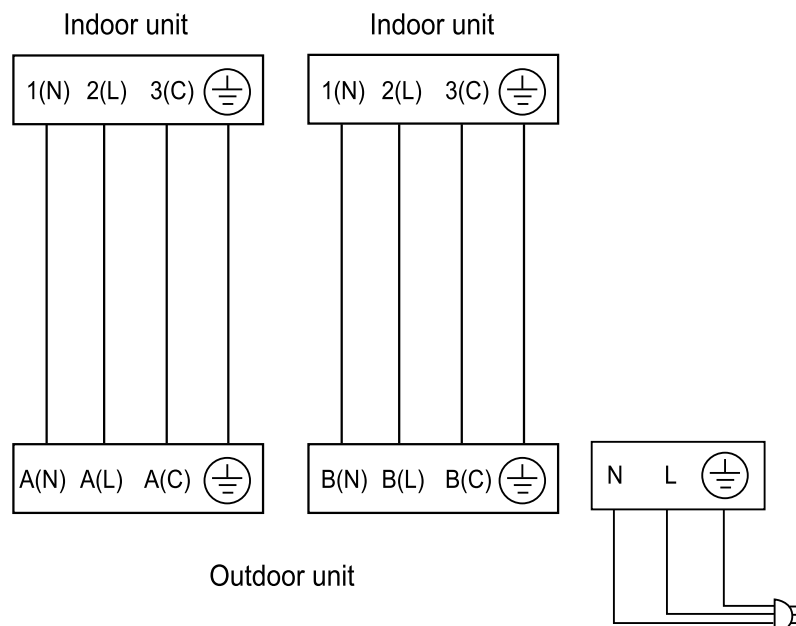 Indoor unit Indoor unit
1(N) 2(L) 3(C) 1(N) 2(L) 3(C)
A(N) A(L) A(C) B(N) B(L) B(C) N L
Outdoor unit